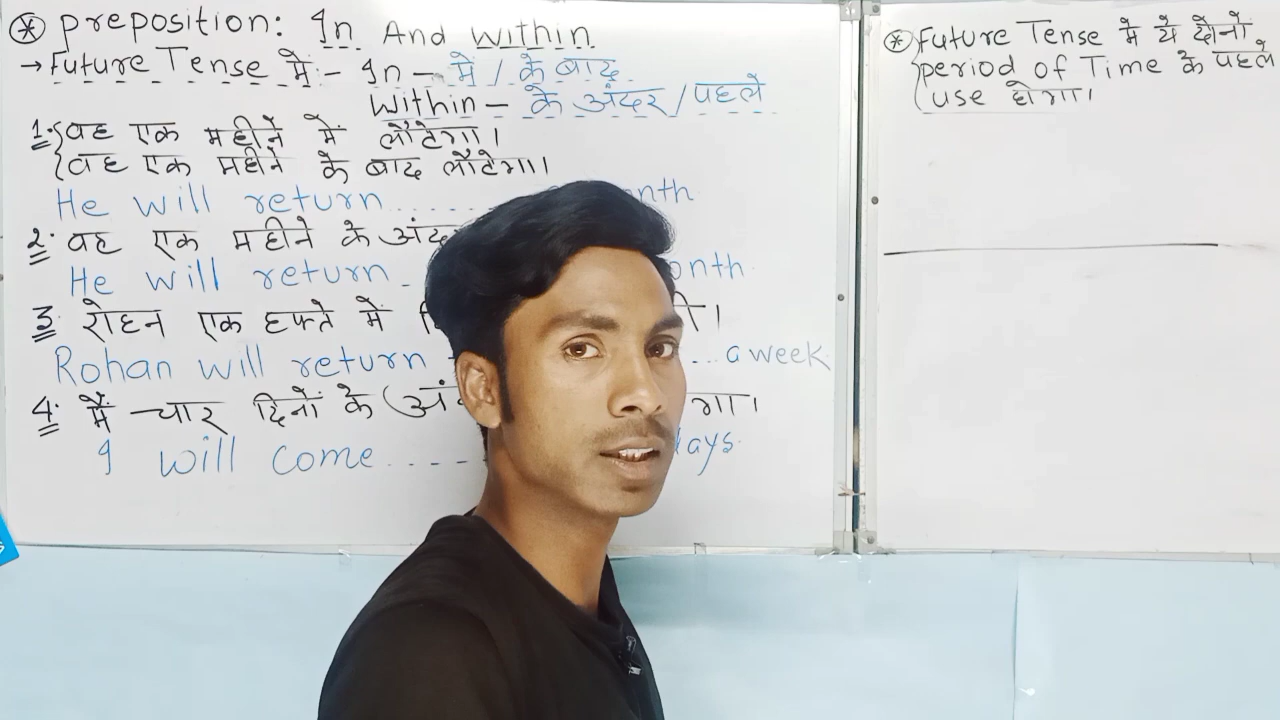 ⊛ Preposition: In And Within
→ Future Tense में :- In - में / के बाद
Within - के अंदर / पहले
1. वह एक महीने में लौटेगा।
वह एक महीने के बाद लौटेगा।
He will return ........
2. वह एक महीने के
He will return
3. रोहन एक हफ्ते में
Rohan will return ... a week.
4. मैं चार दिनों के
I will come ....
⊛ Future Tense में ये दोनों
period of Time के पहले
use होगा।